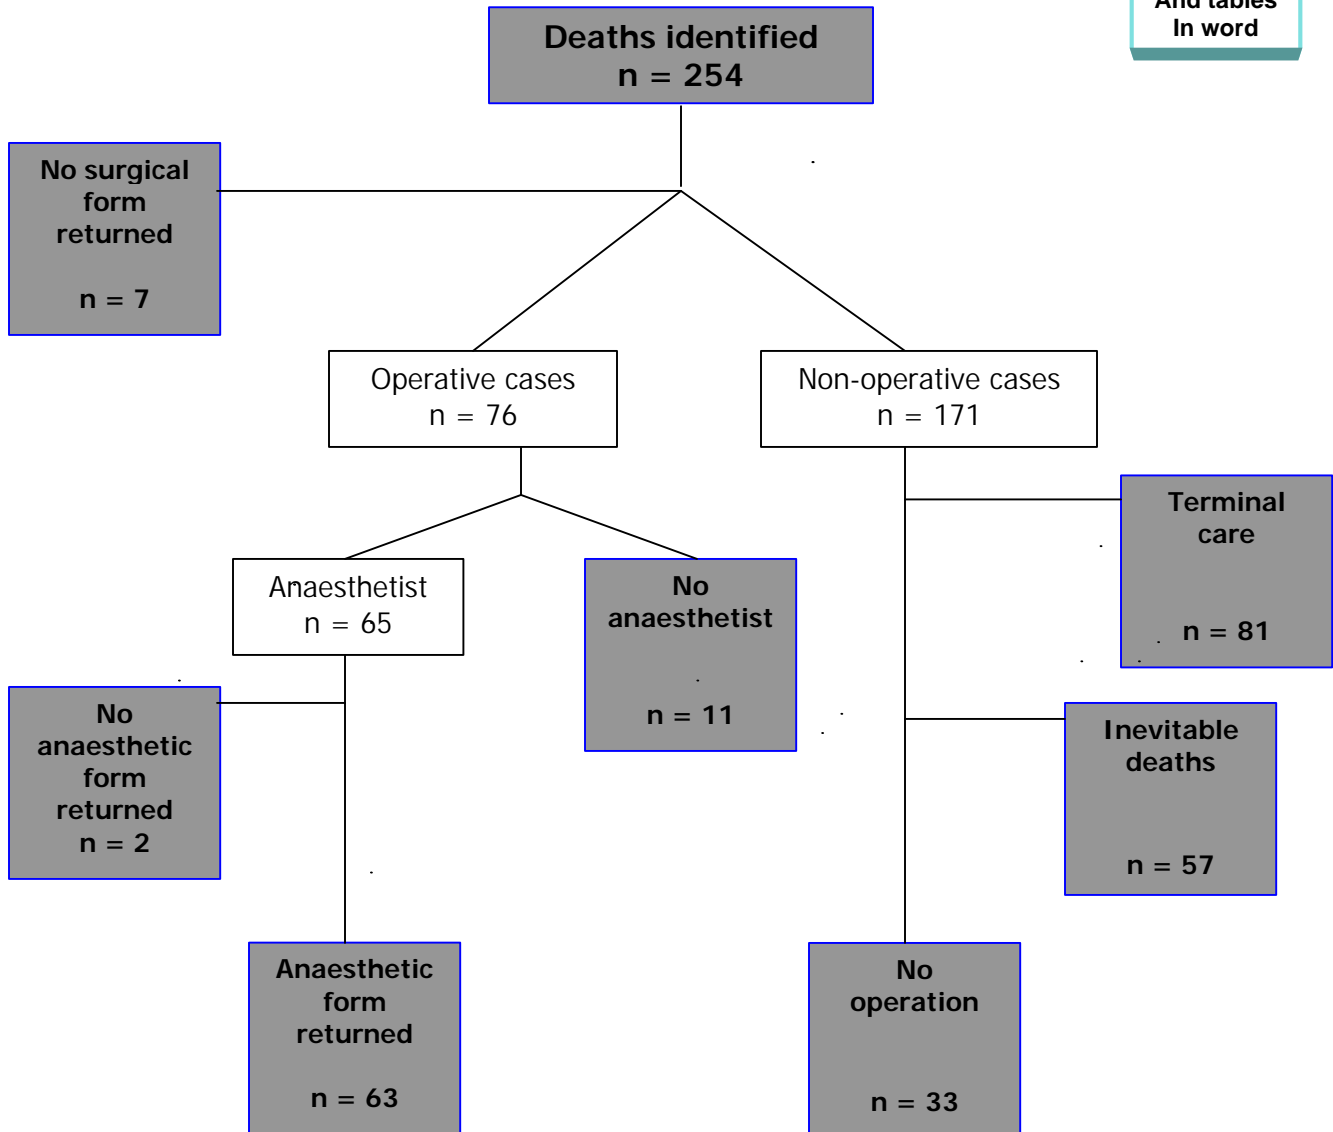 And tables
In word
Deaths identified
n = 254
No surgical
form
returned
n = 7
Operative cases
n = 76
Non-operative cases
n = 171
Terminal
care
n = 81
Anaesthetist
n = 65
No
anaesthetist
n = 11
No
anaesthetic
form
returned
n = 2
Inevitable
deaths
n = 57
Anaesthetic
form
returned
n = 63
No
operation
n = 33